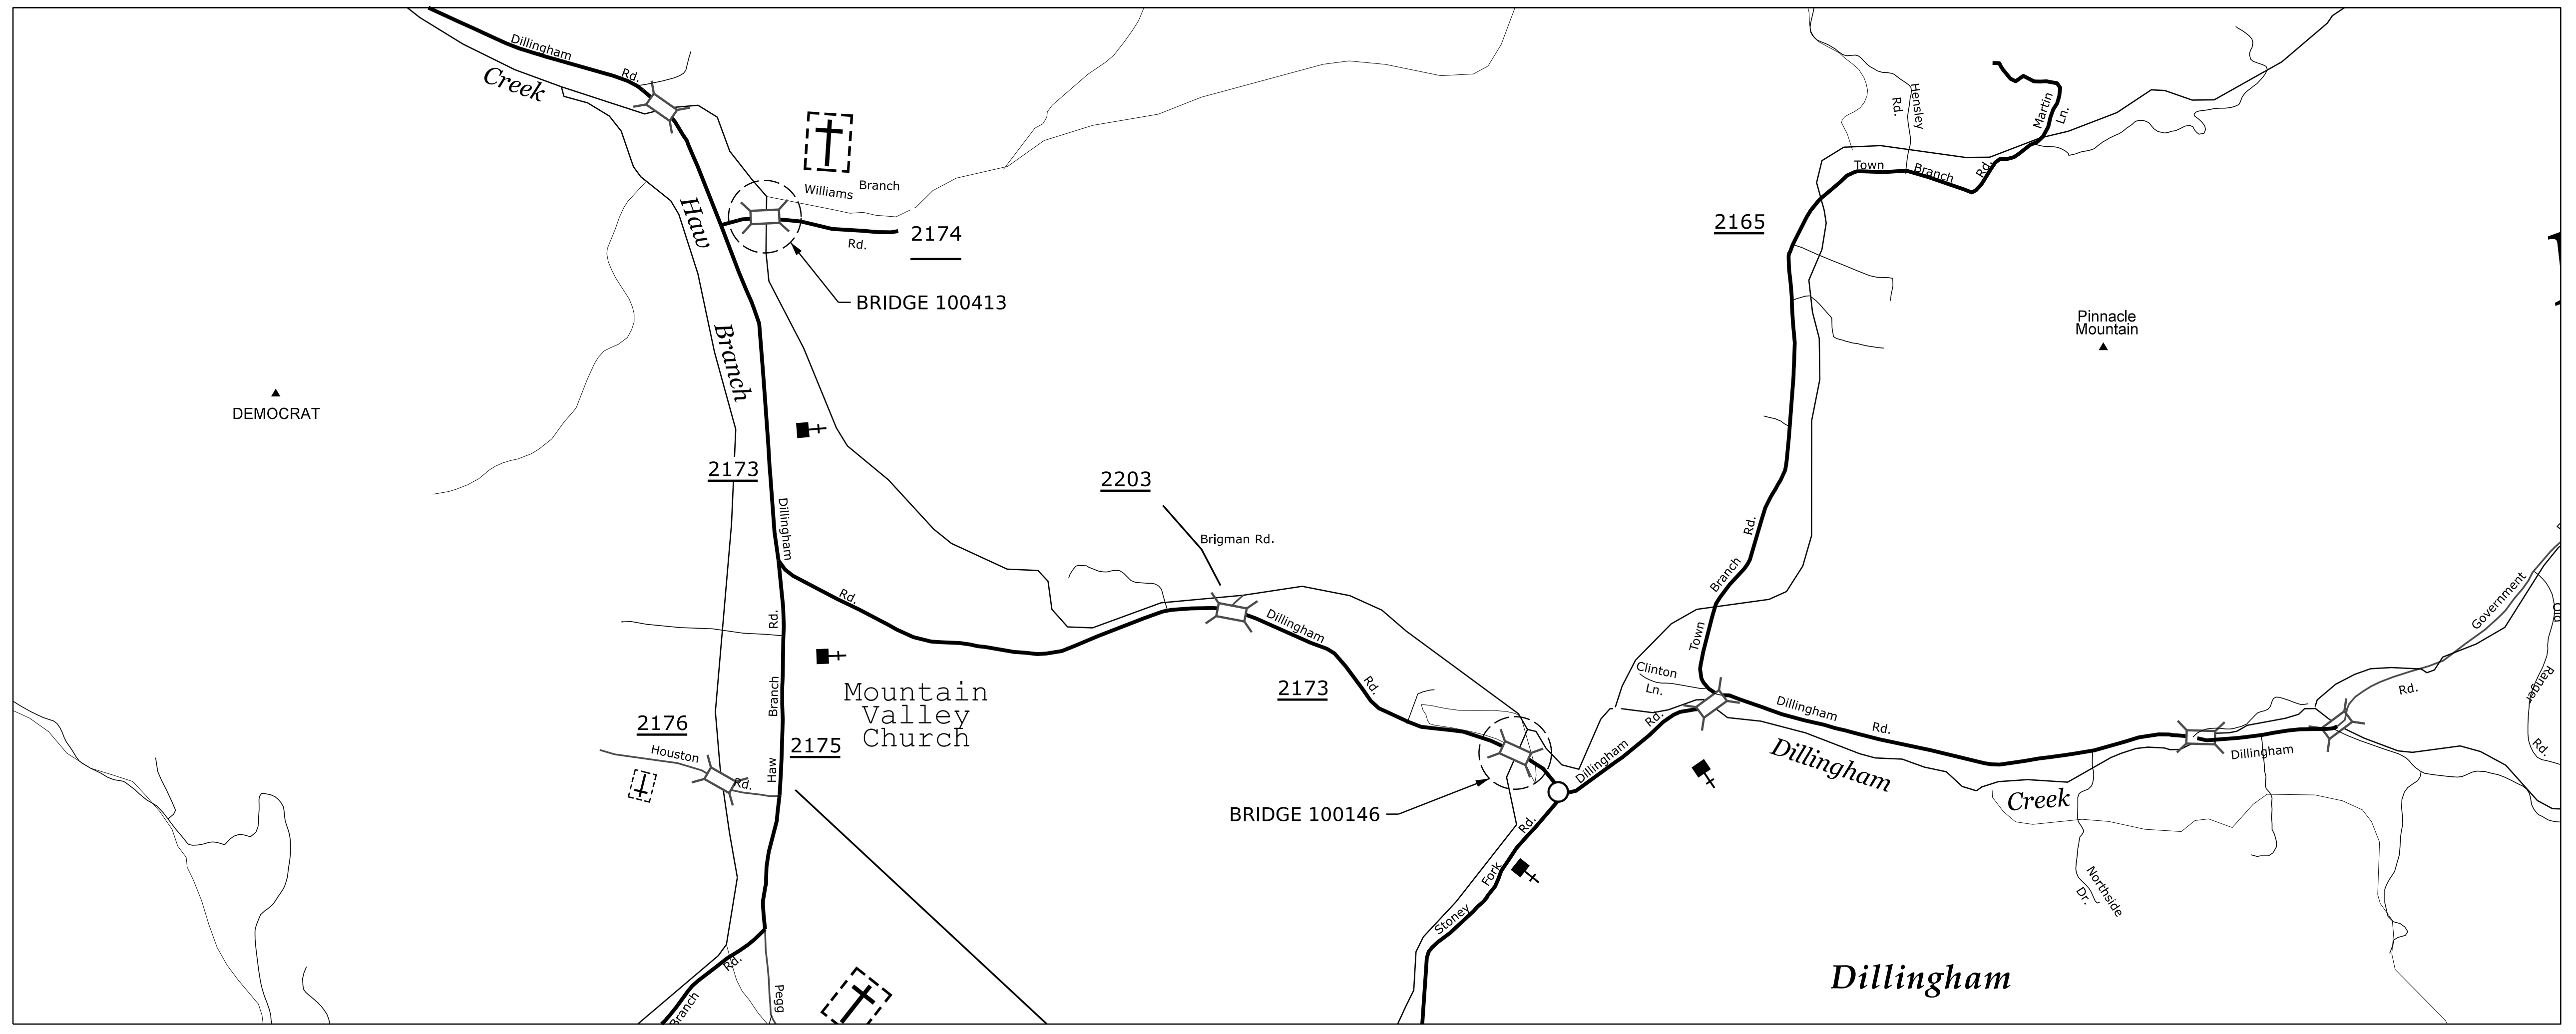 Dillingham
Rd.
Creek
Hensley
Rd.
Martin
Ln.
Town
Branch
Rd.
Williams
Branch
Rd.
2174
Haw
2165
BRIDGE 100413
Pinnacle
Mountain
Branch
DEMOCRAT
2173
2203
Dillingham
Brigman Rd.
Rd.
Branch
Town
Rd.
Dillingham
Rd.
Government
Rd.
Old
Ranger
Rd.
Rd.
Branch
Haw
Mountain
Valley
Church
2173
Clinton
Ln.
2176
Houston
Rd.
2175
Rd.
Dillingham
Dillingham
Rd.
Dillingham
Creek
Dillingham
BRIDGE 100146
Rd.
Fork
Stoney
Northside
Dr.
Rd.
Branch
Pegg
Dillingham